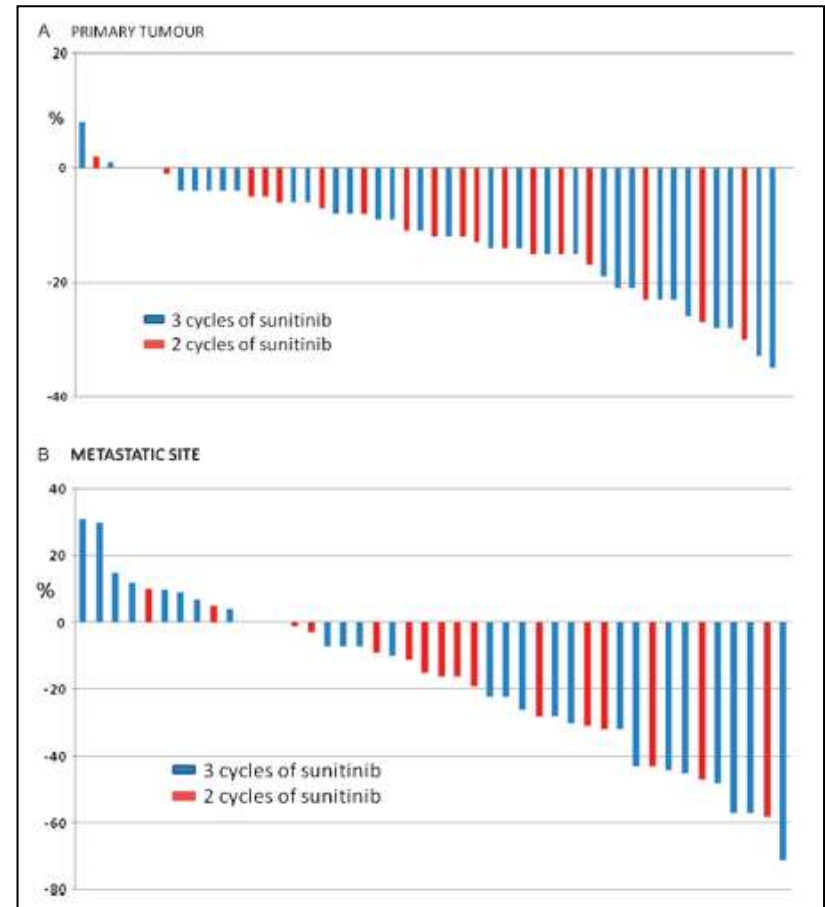 A PRIMARY TUMOUR
20
%
0
-20
3 cycles of sunitinib
2 cycles of sunitinib
-40
B METASTATIC SITE
40
20
%
0
-20
-40
3 cycles of sunitinib
2 cycles of sunitinib
-60
-80